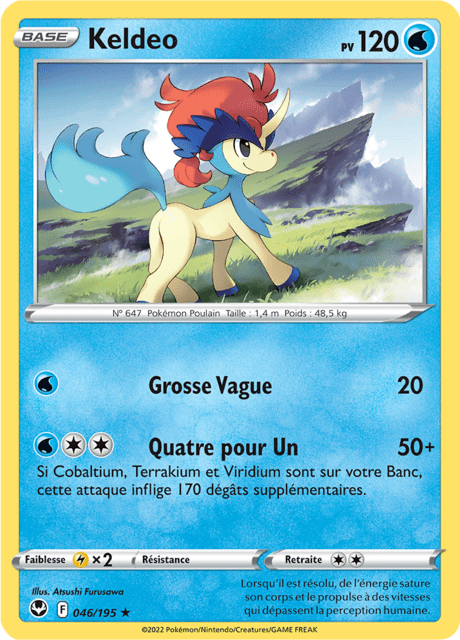 BASE Keldeo PV 120
N° 647 Pokémon Poulain Taille : 1,4 m Poids : 48,5 kg
Grosse Vague 20
Quatre pour Un 50+
Si Cobaltium, Terrakium et Viridium sont sur votre Banc,
cette attaque inflige 170 dégâts supplémentaires.
Faiblesse ×2 Résistance Retraite
Illus. Atsushi Furusawa
F 046/195 ★
Lorsqu'il est résolu, de l'énergie sature
son corps et le propulse à des vitesses
qui dépassent la perception humaine.
©2022 Pokémon/Nintendo/Creatures/GAME FREAK